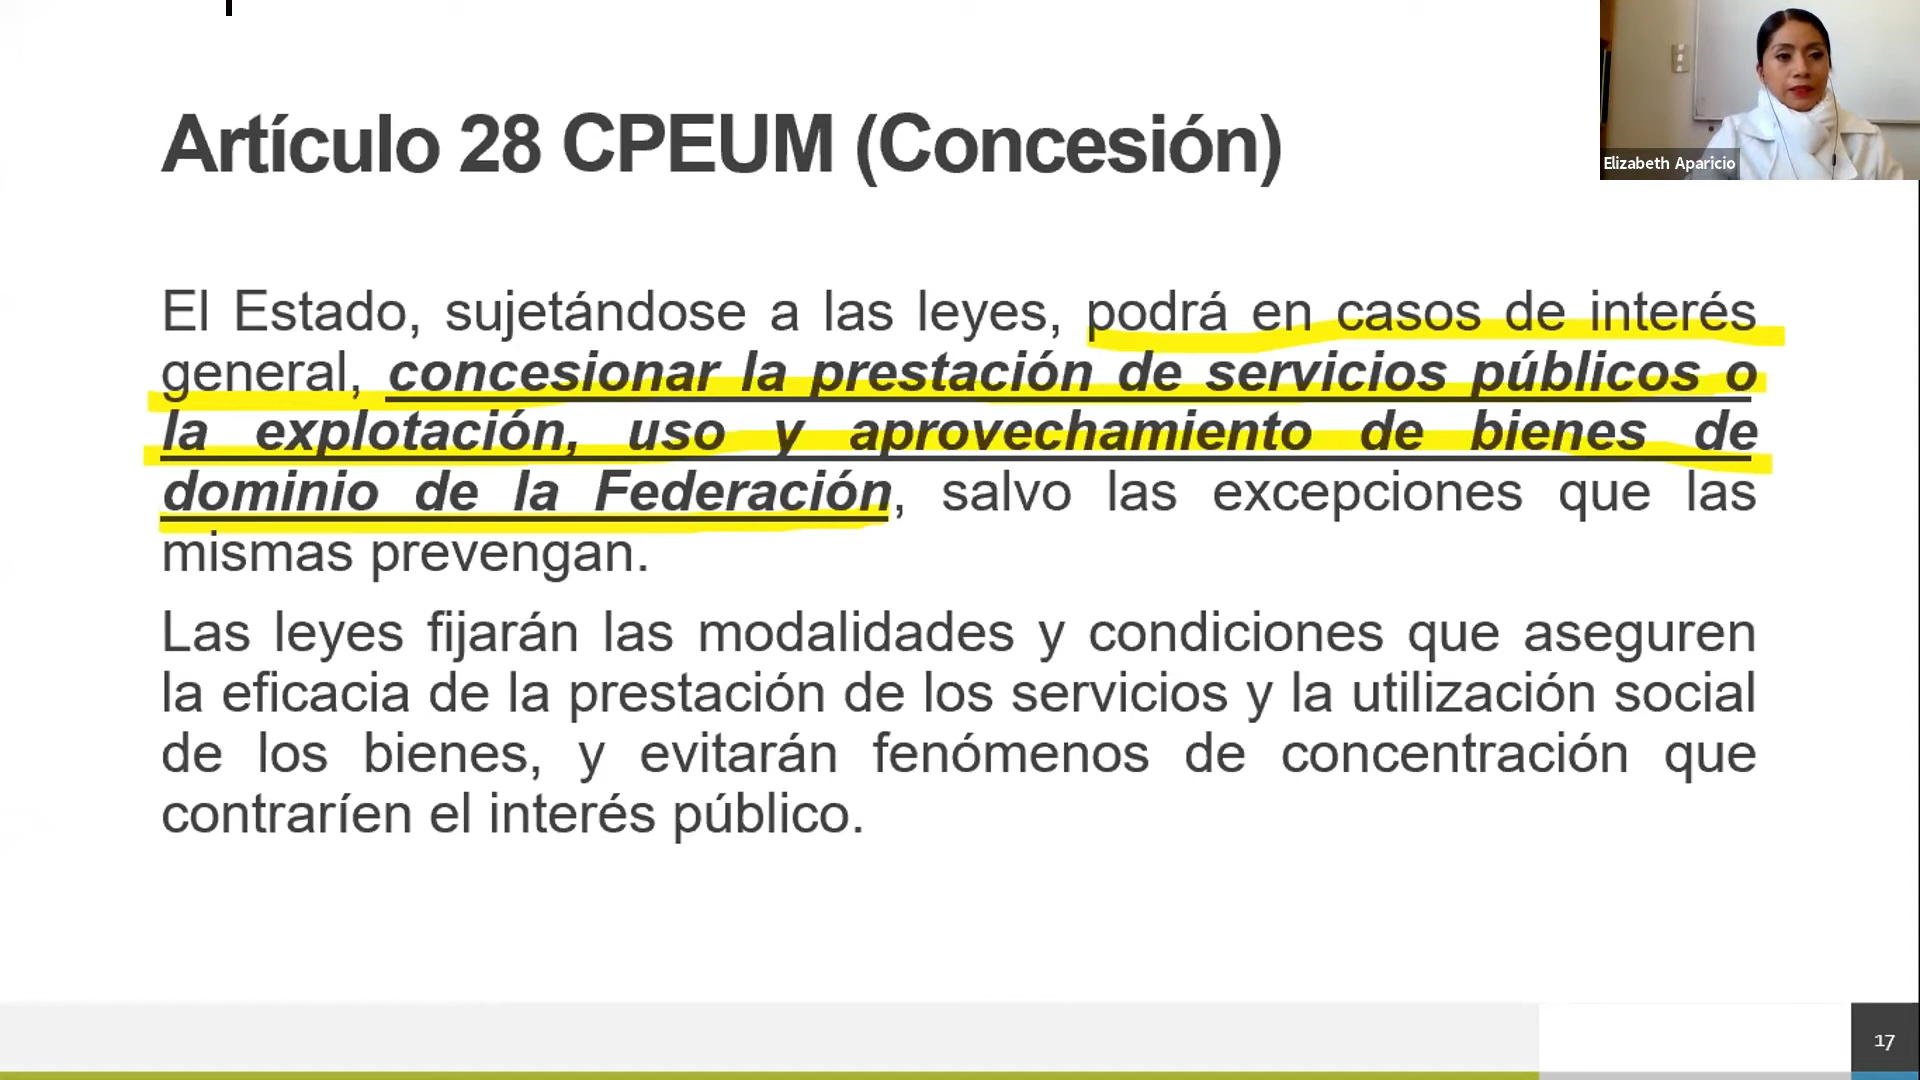 Artículo 28 CPEUM (Concesión)
Elizabeth Aparicio
El Estado, sujetándose a las leyes, podrá en casos de interés
general, concesionar la prestación de servicios públicos o
la explotación, uso y aprovechamiento de bienes de
dominio de la Federación, salvo las excepciones que las
mismas prevengan.
Las leyes fijarán las modalidades y condiciones que aseguren
la eficacia de la prestación de los servicios y la utilización social
de los bienes, y evitarán fenómenos de concentración que
contraríen el interés público.
17